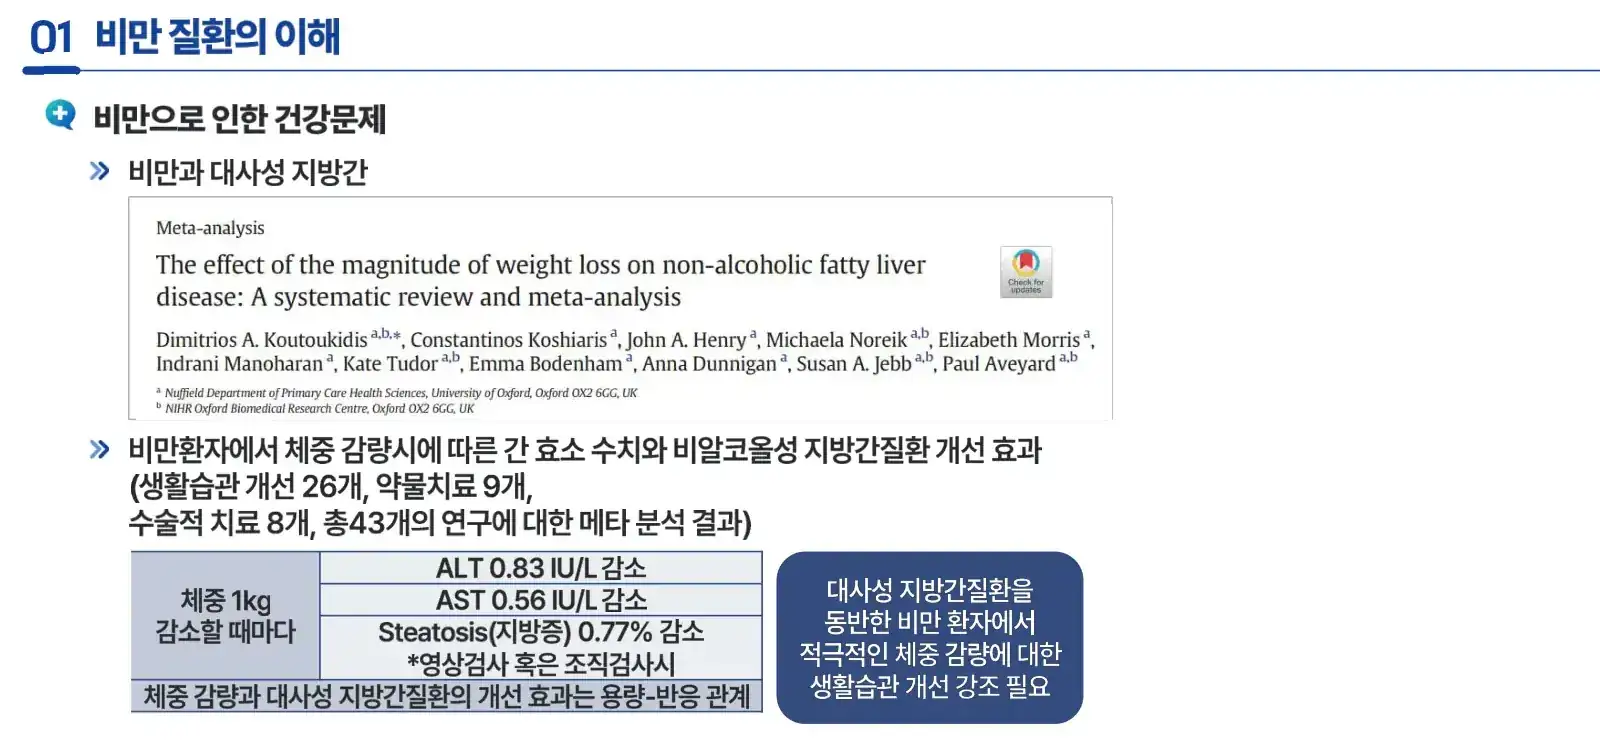 01 비만 질환의 이해
비만으로 인한 건강문제
비만과 대사성 지방간
Meta-analysis
The effect of the magnitude of weight loss on non-alcoholic fatty liver
disease: A systematic review and meta-analysis
Check for
updates
Dimitrios A. Koutoukidis a,b,*, Constantinos Koshiaris a, John A. Henry a, Michaela Noreik a,b, Elizabeth Morris a,
Indrani Manoharan a, Kate Tudor a,b, Emma Bodenham a, Anna Dunnigan a, Susan A. Jebb a,b, Paul Aveyard a,b
a Nuffield Department of Primary Care Health Sciences, University of Oxford, Oxford OX2 6GG, UK
b NIHR Oxford Biomedical Research Centre, Oxford OX2 6GG, UK
비만환자에서 체중 감량시에 따른 간 효소 수치와 비알코올성 지방간질환 개선 효과
(생활습관 개선 26개, 약물치료 9개,
수술적 치료 8개, 총43개의 연구에 대한 메타 분석 결과)
체중 1kg
감소할 때마다
ALT 0.83 IU/L 감소
AST 0.56 IU/L 감소
Steatosis(지방증) 0.77% 감소
*영상검사 혹은 조직검사시
체중 감량과 대사성 지방간질환의 개선 효과는 용량-반응 관계
대사성 지방간질환을
동반한 비만 환자에서
적극적인 체중 감량에 대한
생활습관 개선 강조 필요